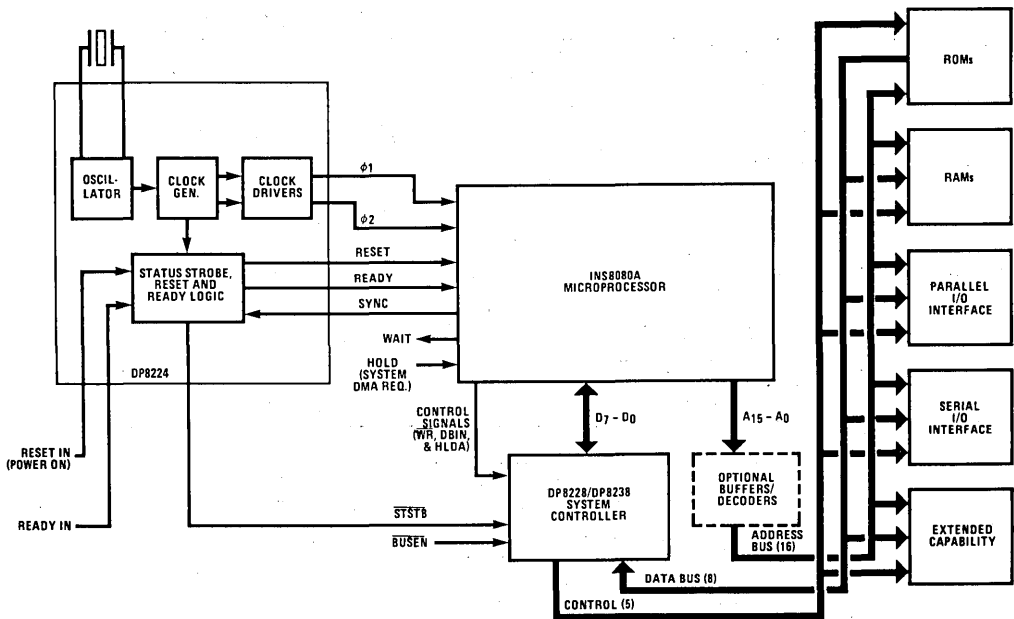 OSCIL-
LATOR
CLOCK
GEN.
CLOCK
DRIVERS
STATUS STROBE,
RESET AND
READY LOGIC
DP8224
RESET IN
(POWER ON)
READY IN
ϕ1
ϕ2
RESET
READY
SYNC
WAIT
HOLD
(SYSTEM
DMA REQ.)
INS8080A
MICROPROCESSOR
CONTROL
SIGNALS
(W̅R̅, DBIN,
& HLDA)
D7 – D0
A15 – A0
S̅T̅S̅T̅B̅
B̅U̅S̅E̅N̅
DP8228/DP8238
SYSTEM
CONTROLLER
OPTIONAL
BUFFERS/
DECODERS
ADDRESS
BUS (16)
DATA BUS (8)
CONTROL (5)
ROMs
RAMs
PARALLEL
I/O
INTERFACE
SERIAL
I/O
INTERFACE
EXTENDED
CAPABILITY